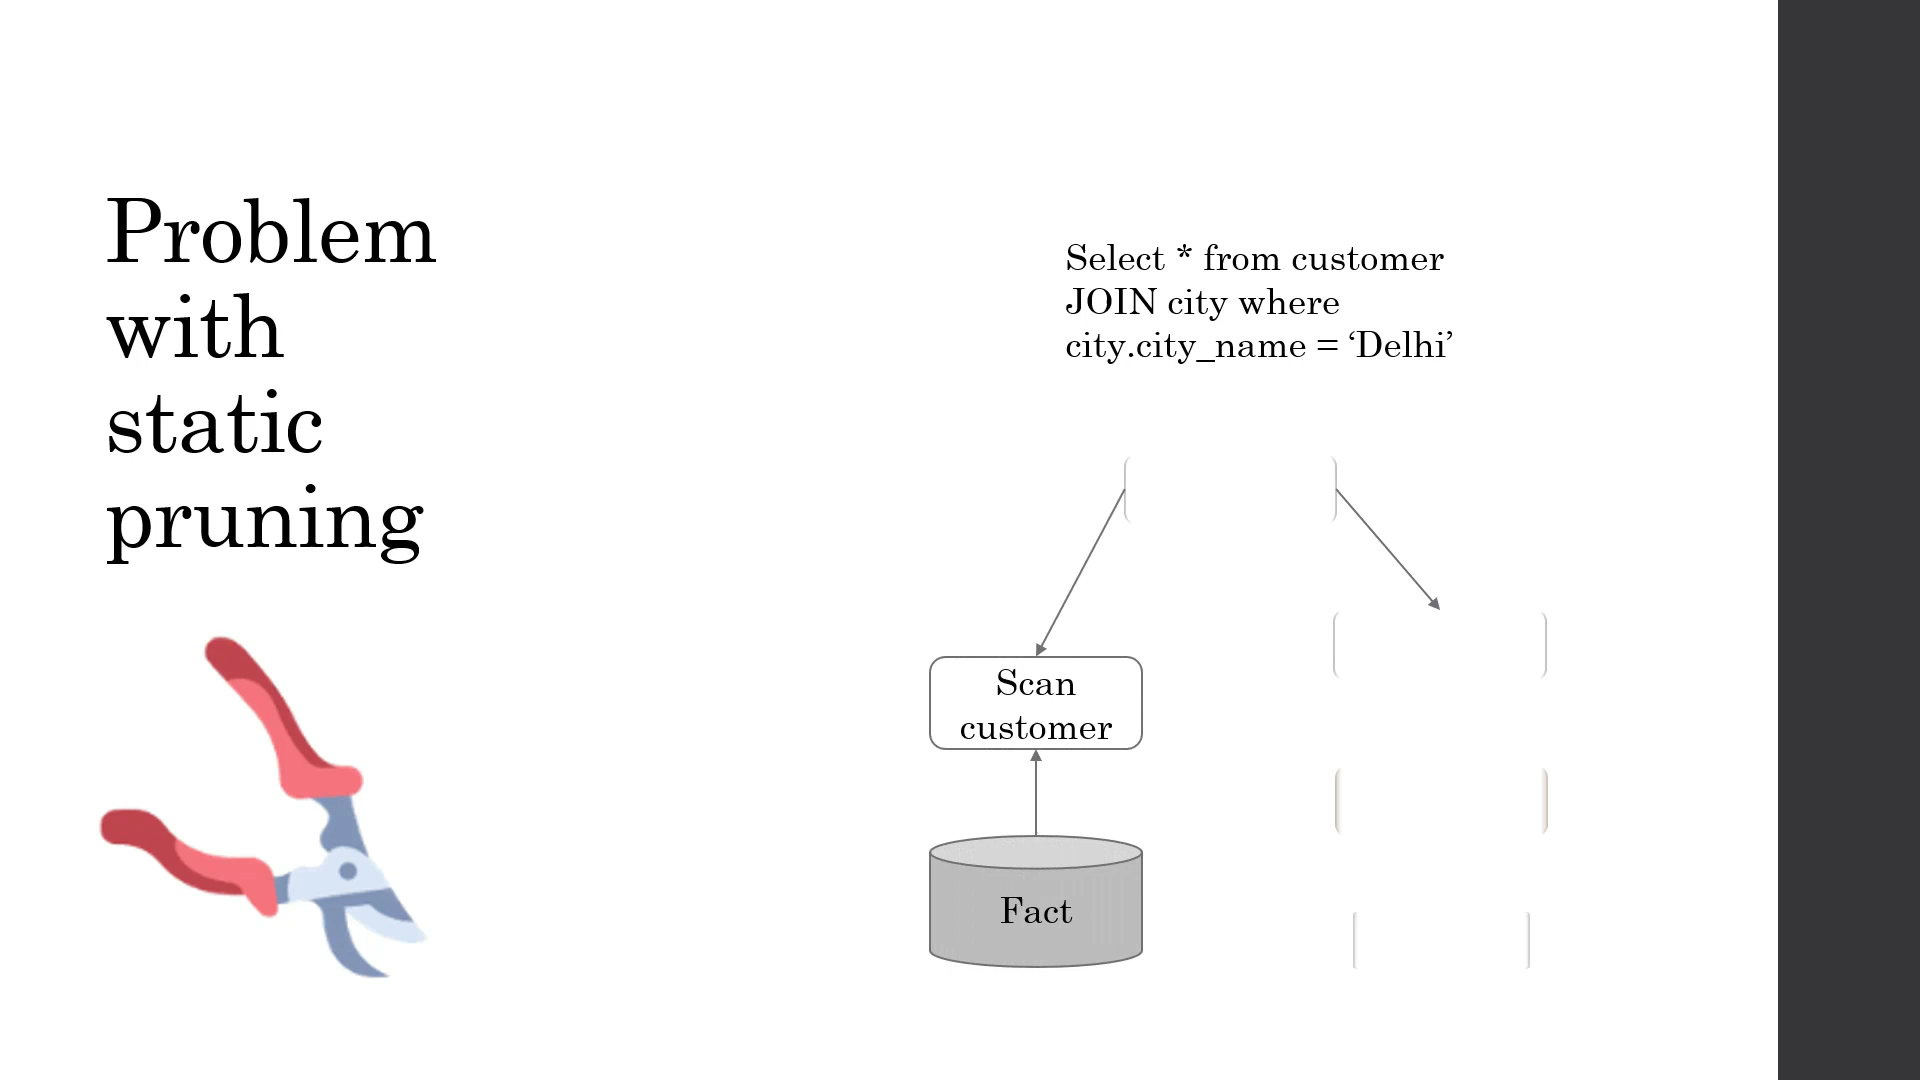 Problem
with
static
pruning
Select * from customer
JOIN city where
city.city_name = ‘Delhi’
Scan
customer
Fact